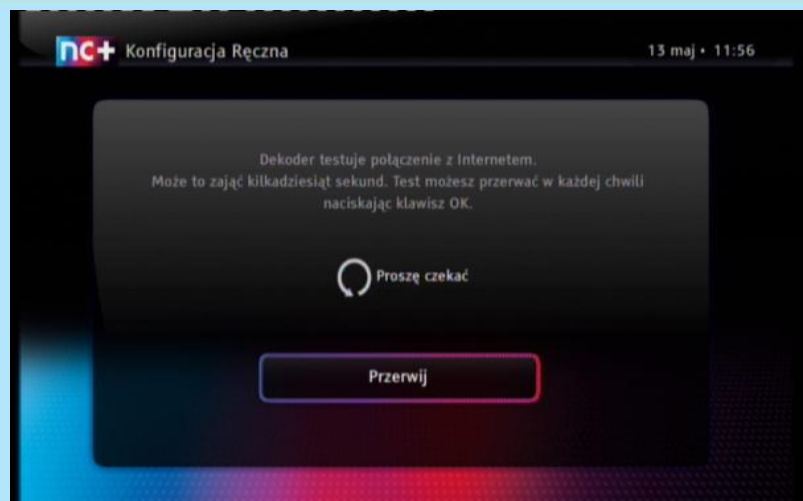 nc+ Konfiguracja Ręczna
13 maj • 11:56
Dekoder testuje połączenie z Internetem.
Może to zająć kilkadziesiąt sekund. Test możesz przerwać w każdej chwili
naciskając klawisz OK.
Proszę czekać
Przerwij